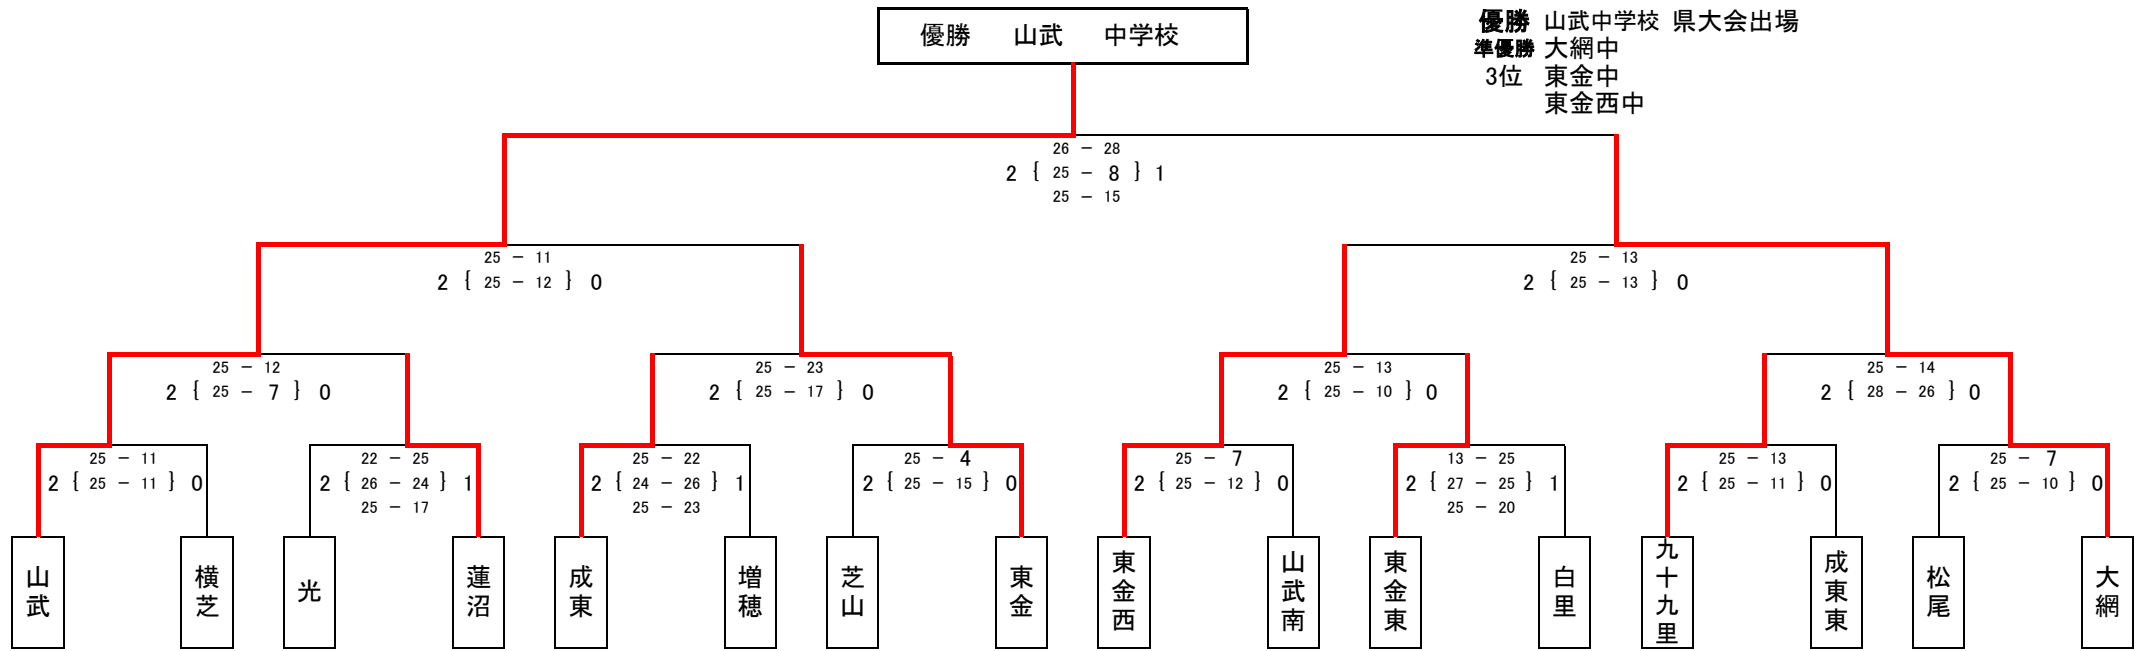 優勝 山武 中学校
優勝 山武中学校 県大会出場
準優勝 大網中
3位 東金中
東金西中
26 － 28
2 { 25 － 8 } 1
25 － 15
25 － 11
2 { 25 － 12 } 0
25 － 13
2 { 25 － 13 } 0
25 － 12
2 { 25 － 7 } 0
25 － 23
2 { 25 － 17 } 0
25 － 13
2 { 25 － 10 } 0
25 － 14
2 { 28 － 26 } 0
25 － 11
2 { 25 － 11 } 0
22 － 25
2 { 26 － 24 } 1
25 － 17
25 － 22
2 { 24 － 26 } 1
25 － 23
25 － 4
2 { 25 － 15 } 0
25 － 7
2 { 25 － 12 } 0
13 － 25
2 { 27 － 25 } 1
25 － 20
25 － 13
2 { 25 － 11 } 0
25 － 7
2 { 25 － 10 } 0
山武
横芝
光
蓮沼
成東
増穂
芝山
東金
東金西
山武南
東金東
白里
九十九里
成東東
松尾
大網